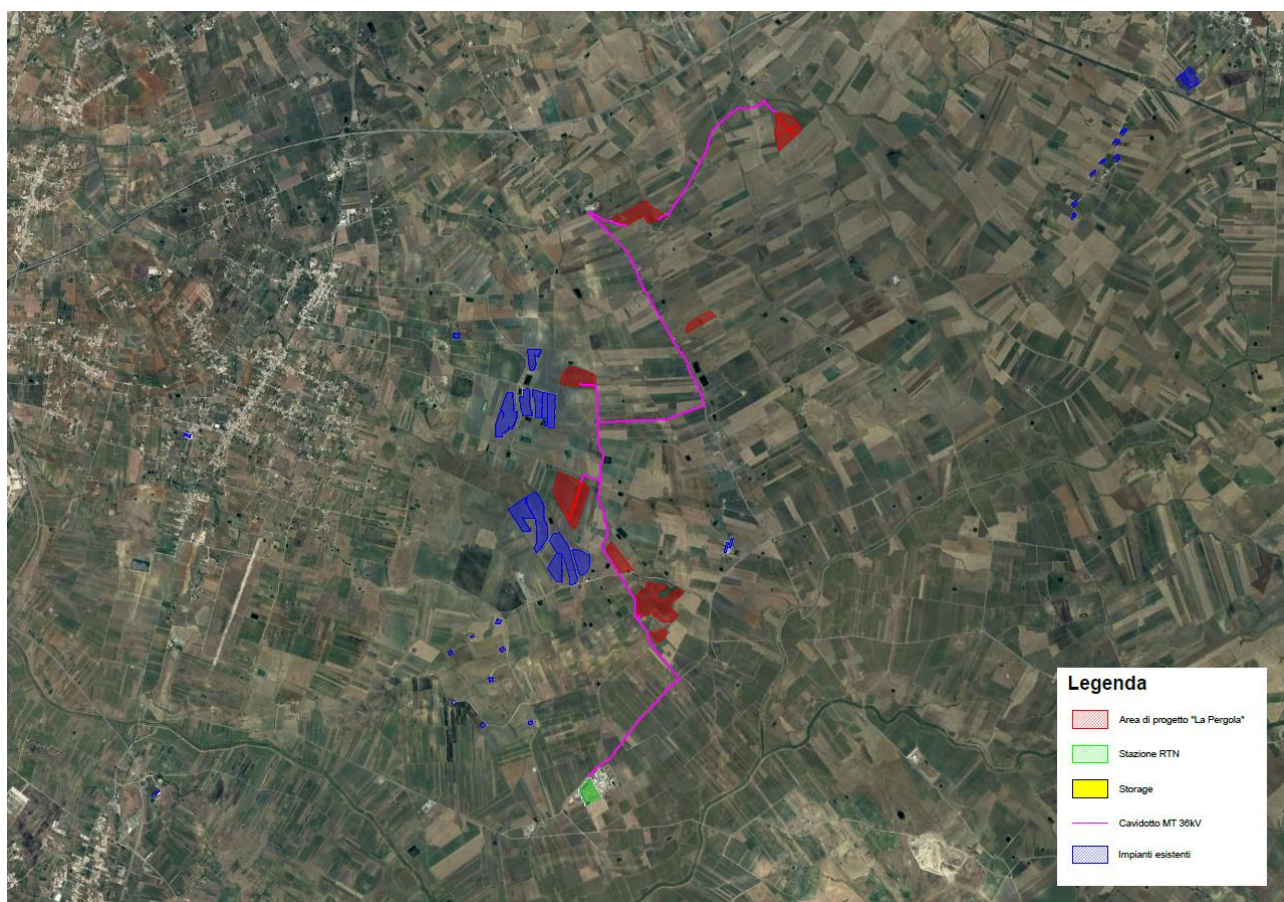 Legenda
Area di progetto "La Pergola"
Stazione RTN
Storage
Cavidotto MT 36kV
Impianti esistenti